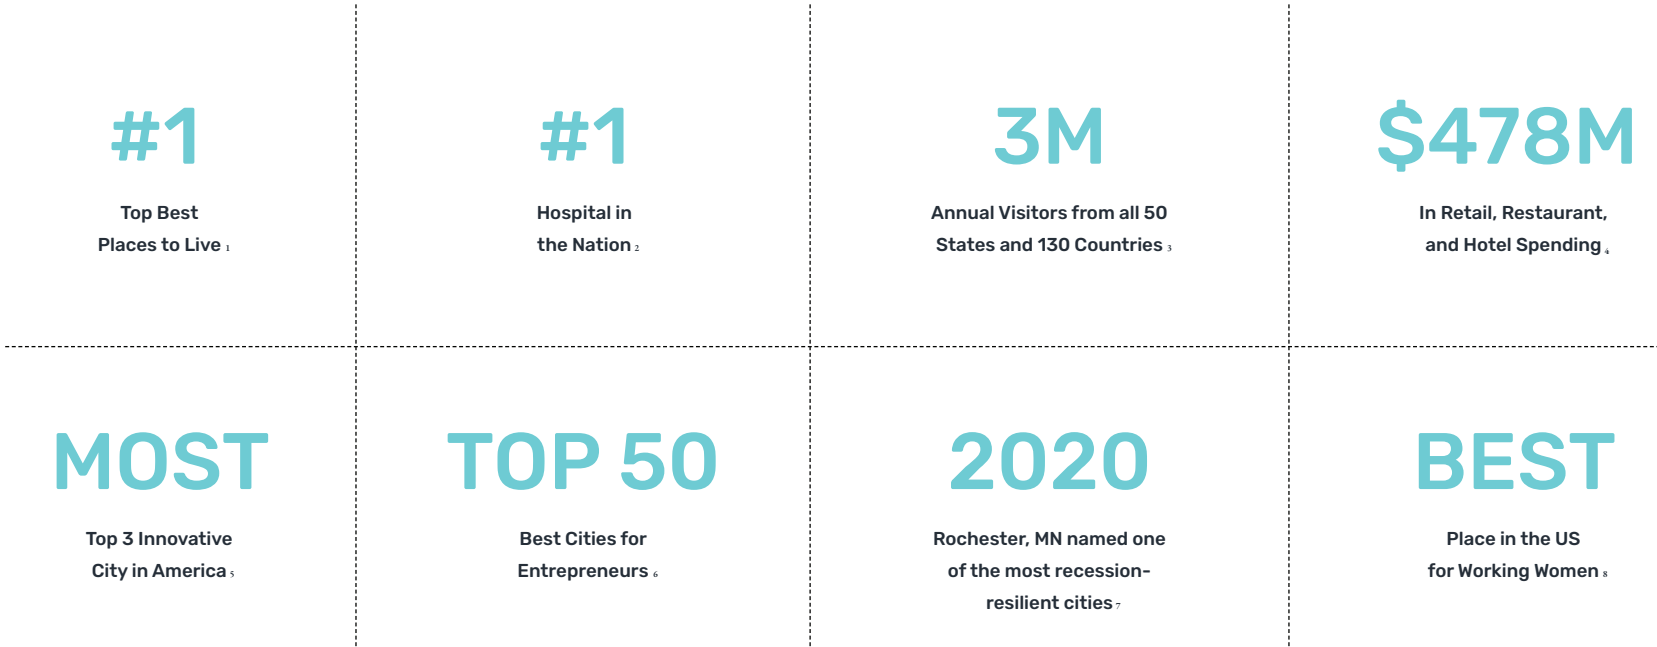 #1
Top Best
Places to Live 1
#1
Hospital in
the Nation 2
3M
Annual Visitors from all 50
States and 130 Countries 3
$478M
In Retail, Restaurant,
and Hotel Spending 4
MOST
Top 3 Innovative
City in America 5
TOP 50
Best Cities for
Entrepreneurs 6
2020
Rochester, MN named one
of the most recession-
resilient cities 7
BEST
Place in the US
for Working Women 8